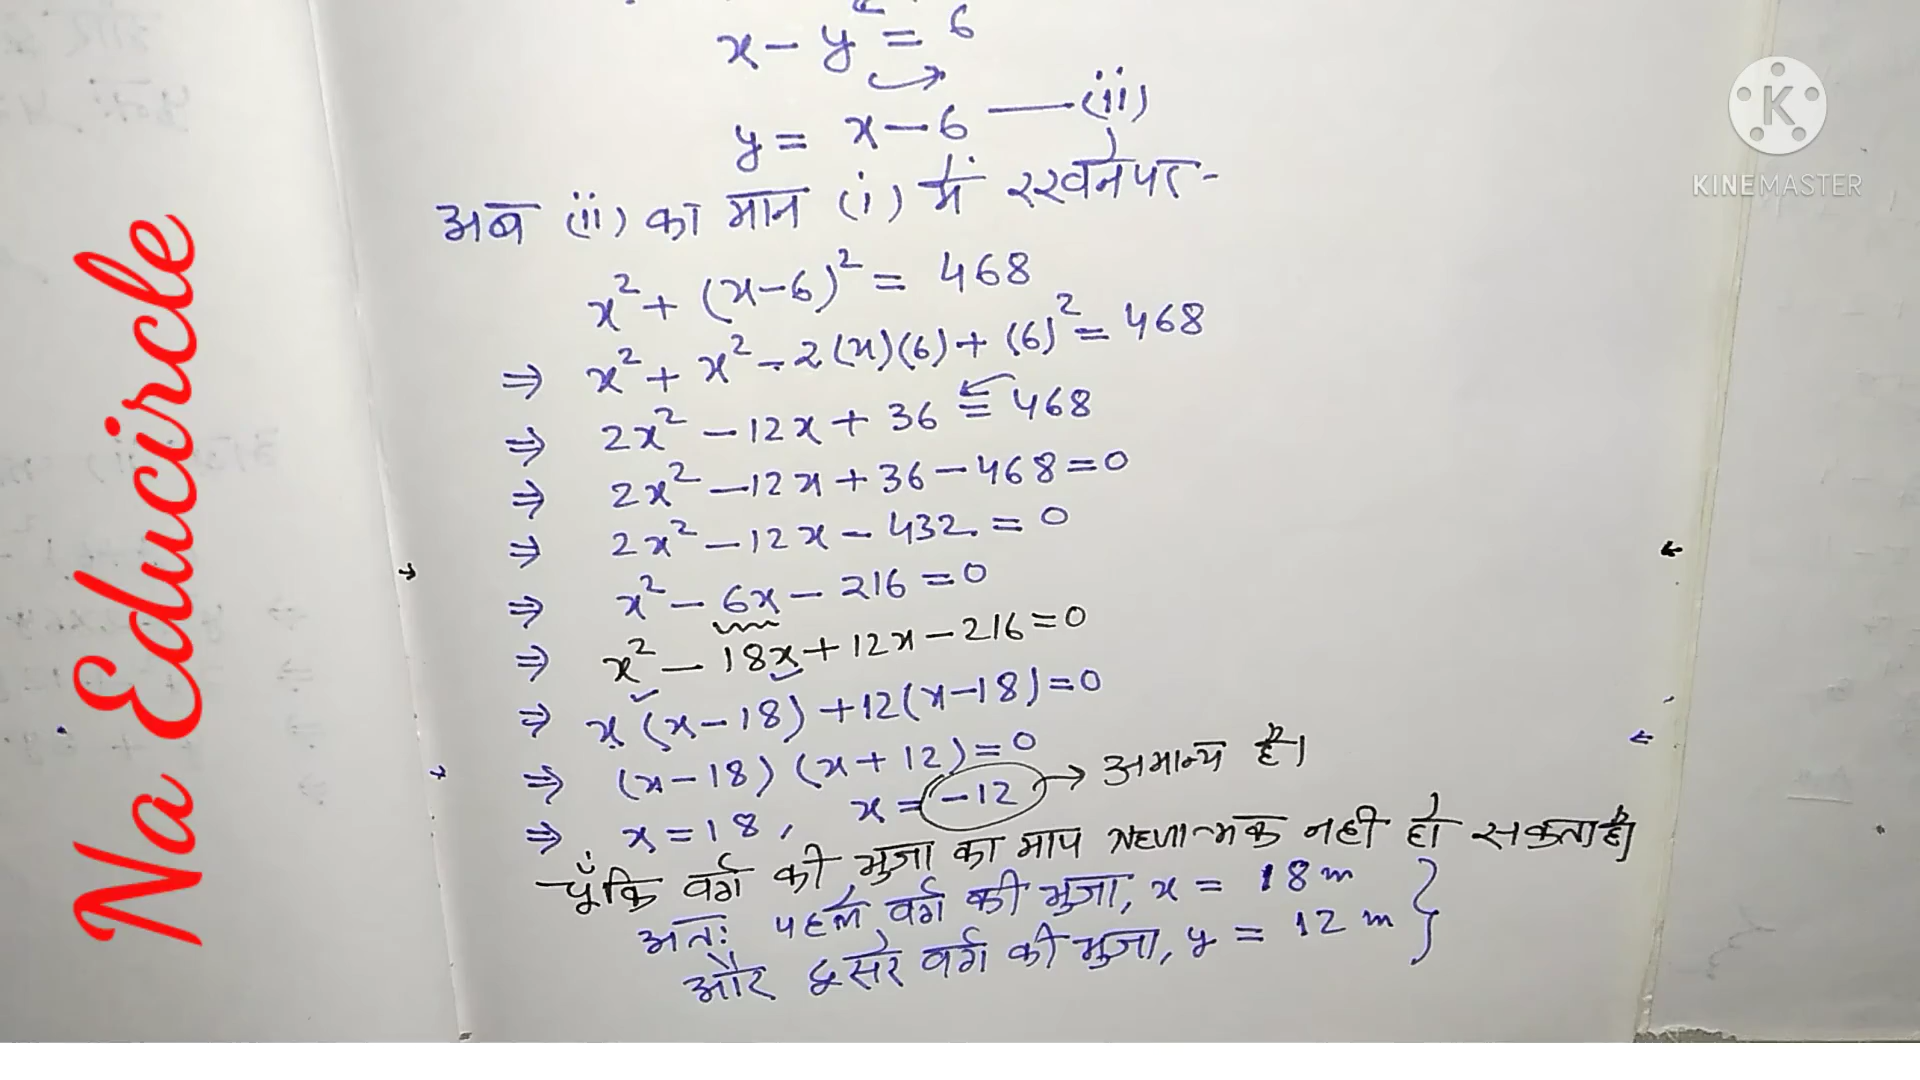 x - y = 6
y = x - 6 —(ii)
अब (ii) का मान (i) में रखने पर -
x² + (x-6)² = 468
⇒ x² + x² - 2(x)(6) + (6)² = 468
⇒ 2x² - 12x + 36 = 468
⇒ 2x² - 12x + 36 - 468 = 0
⇒ 2x² - 12x - 432 = 0
⇒ x² - 6x - 216 = 0
⇒ x² - 18x + 12x - 216 = 0
⇒ x(x-18) + 12(x-18) = 0
⇒ (x-18) (x+12) = 0
⇒ x = 18, x = -12 → अमान्य है।
चूँकि वर्ग की भुजा का माप ऋणात्मक नही हो सकता है।
अतः पहले वर्ग की भुजा, x = 18 m
और दुसरे वर्ग की भुजा, y = 12 m
Na Educircle
K
KINEMASTER